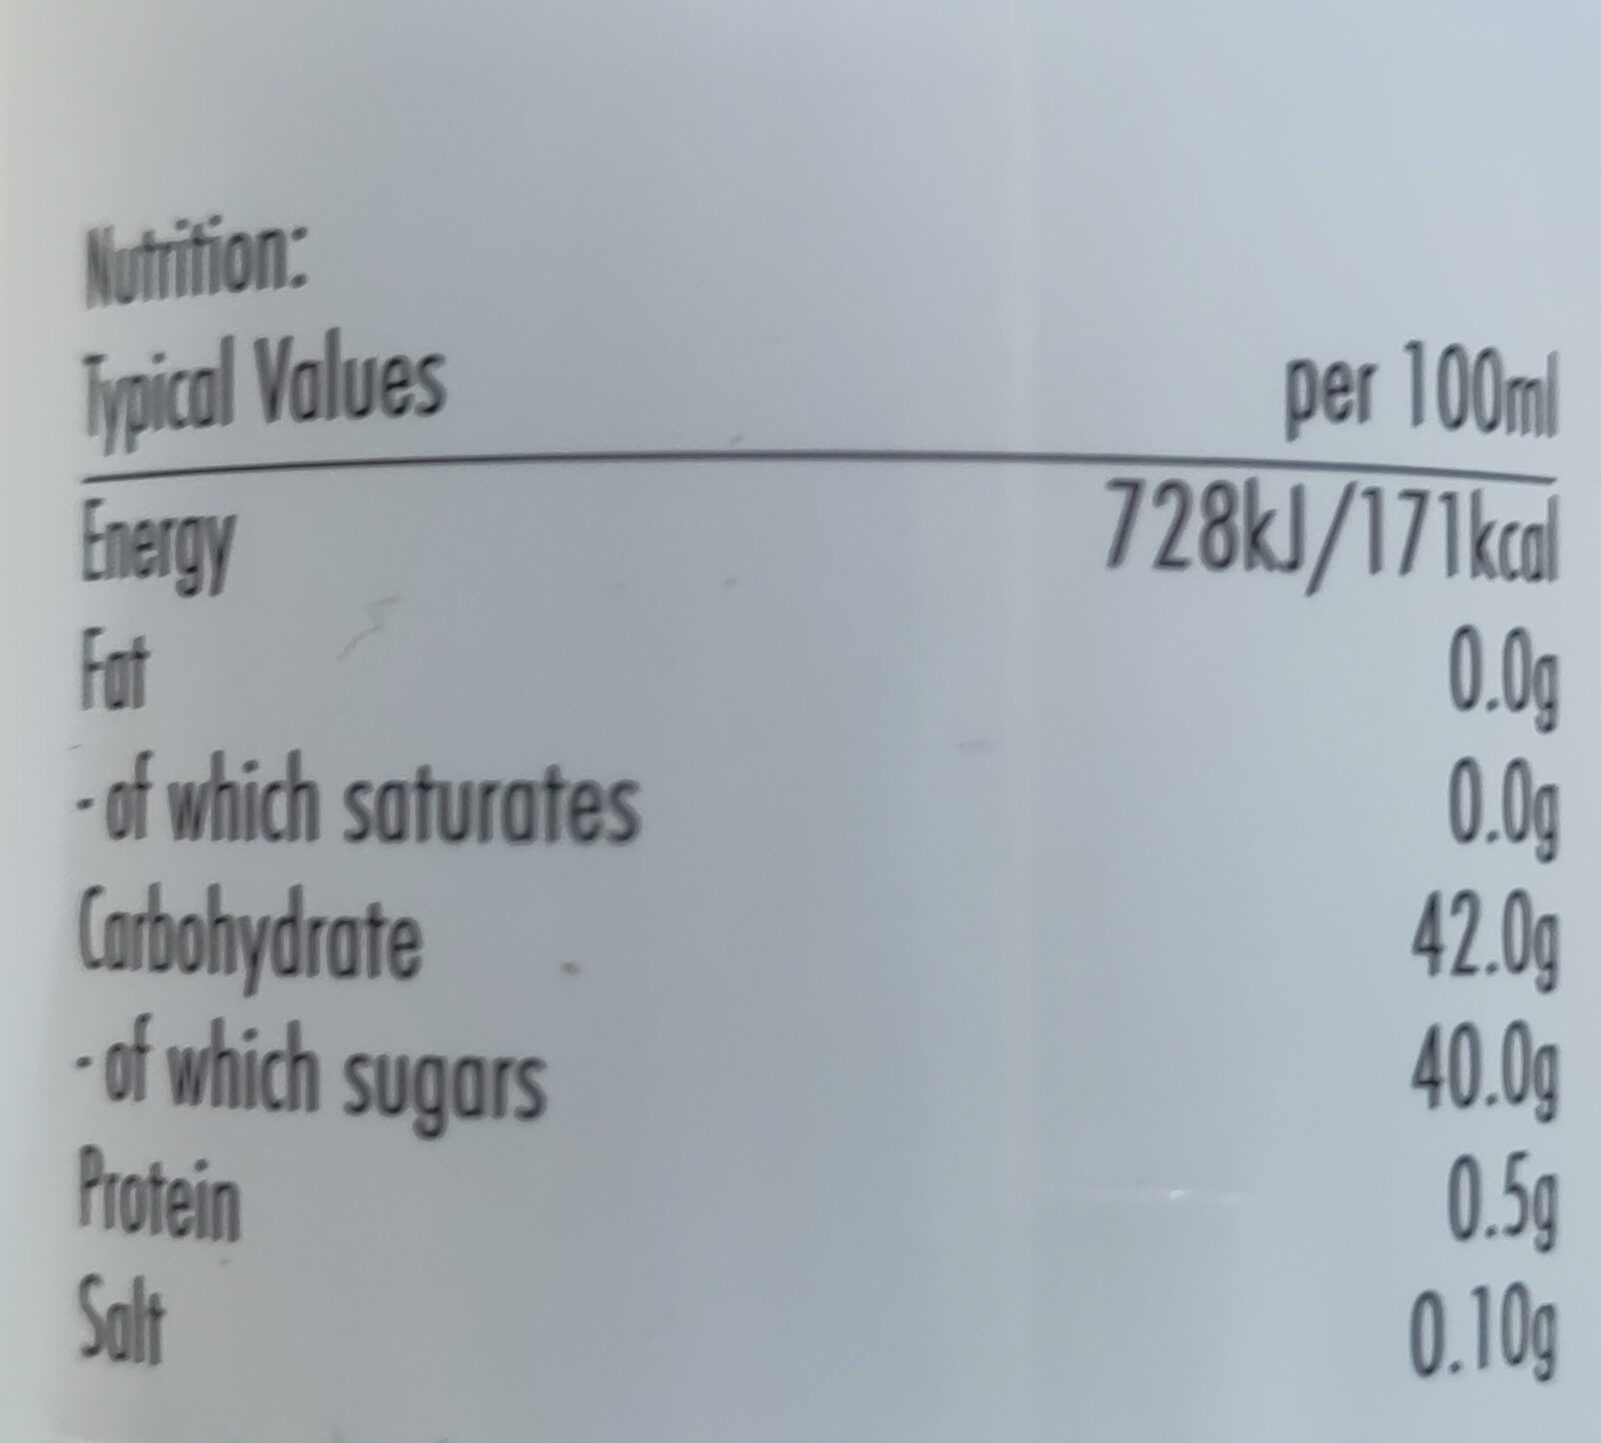 Nutrition:
Typical Values per 100ml
Energy 728kJ/171kcal
Fat 0.0g
- of which saturates 0.0g
Carbohydrate 42.0g
- of which sugars 40.0g
Protein 0.5g
Salt 0.10g